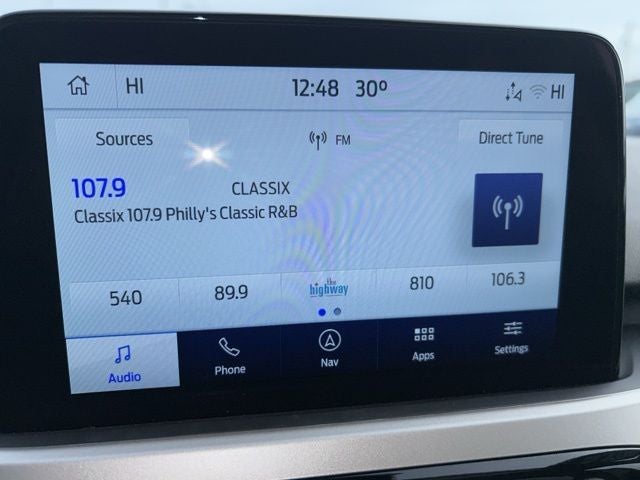 HI 12:48 30° HI
Sources FM Direct Tune
107.9 CLASSIX
Classix 107.9 Philly's Classic R&B
540 89.9 the highway 810 106.3
Audio Phone Nav Apps Settings